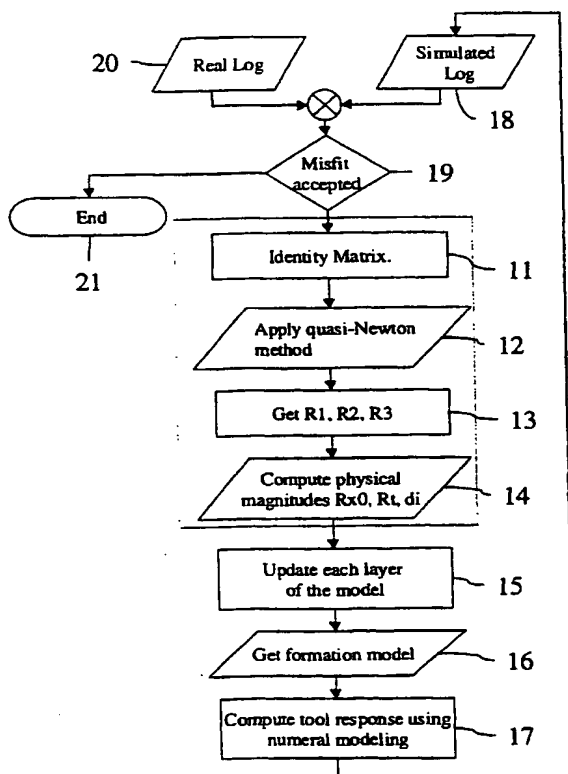 20
Real Log
Simulated
Log
18
Misfit
accepted
19
End
21
Identity Matrix.
11
Apply quasi-Newton
method
12
Get R1, R2, R3
13
Compute physical
magnitudes Rx0, Rt, di
14
Update each layer
of the model
15
Get formation model
16
Compute tool response using
numeral modeling
17